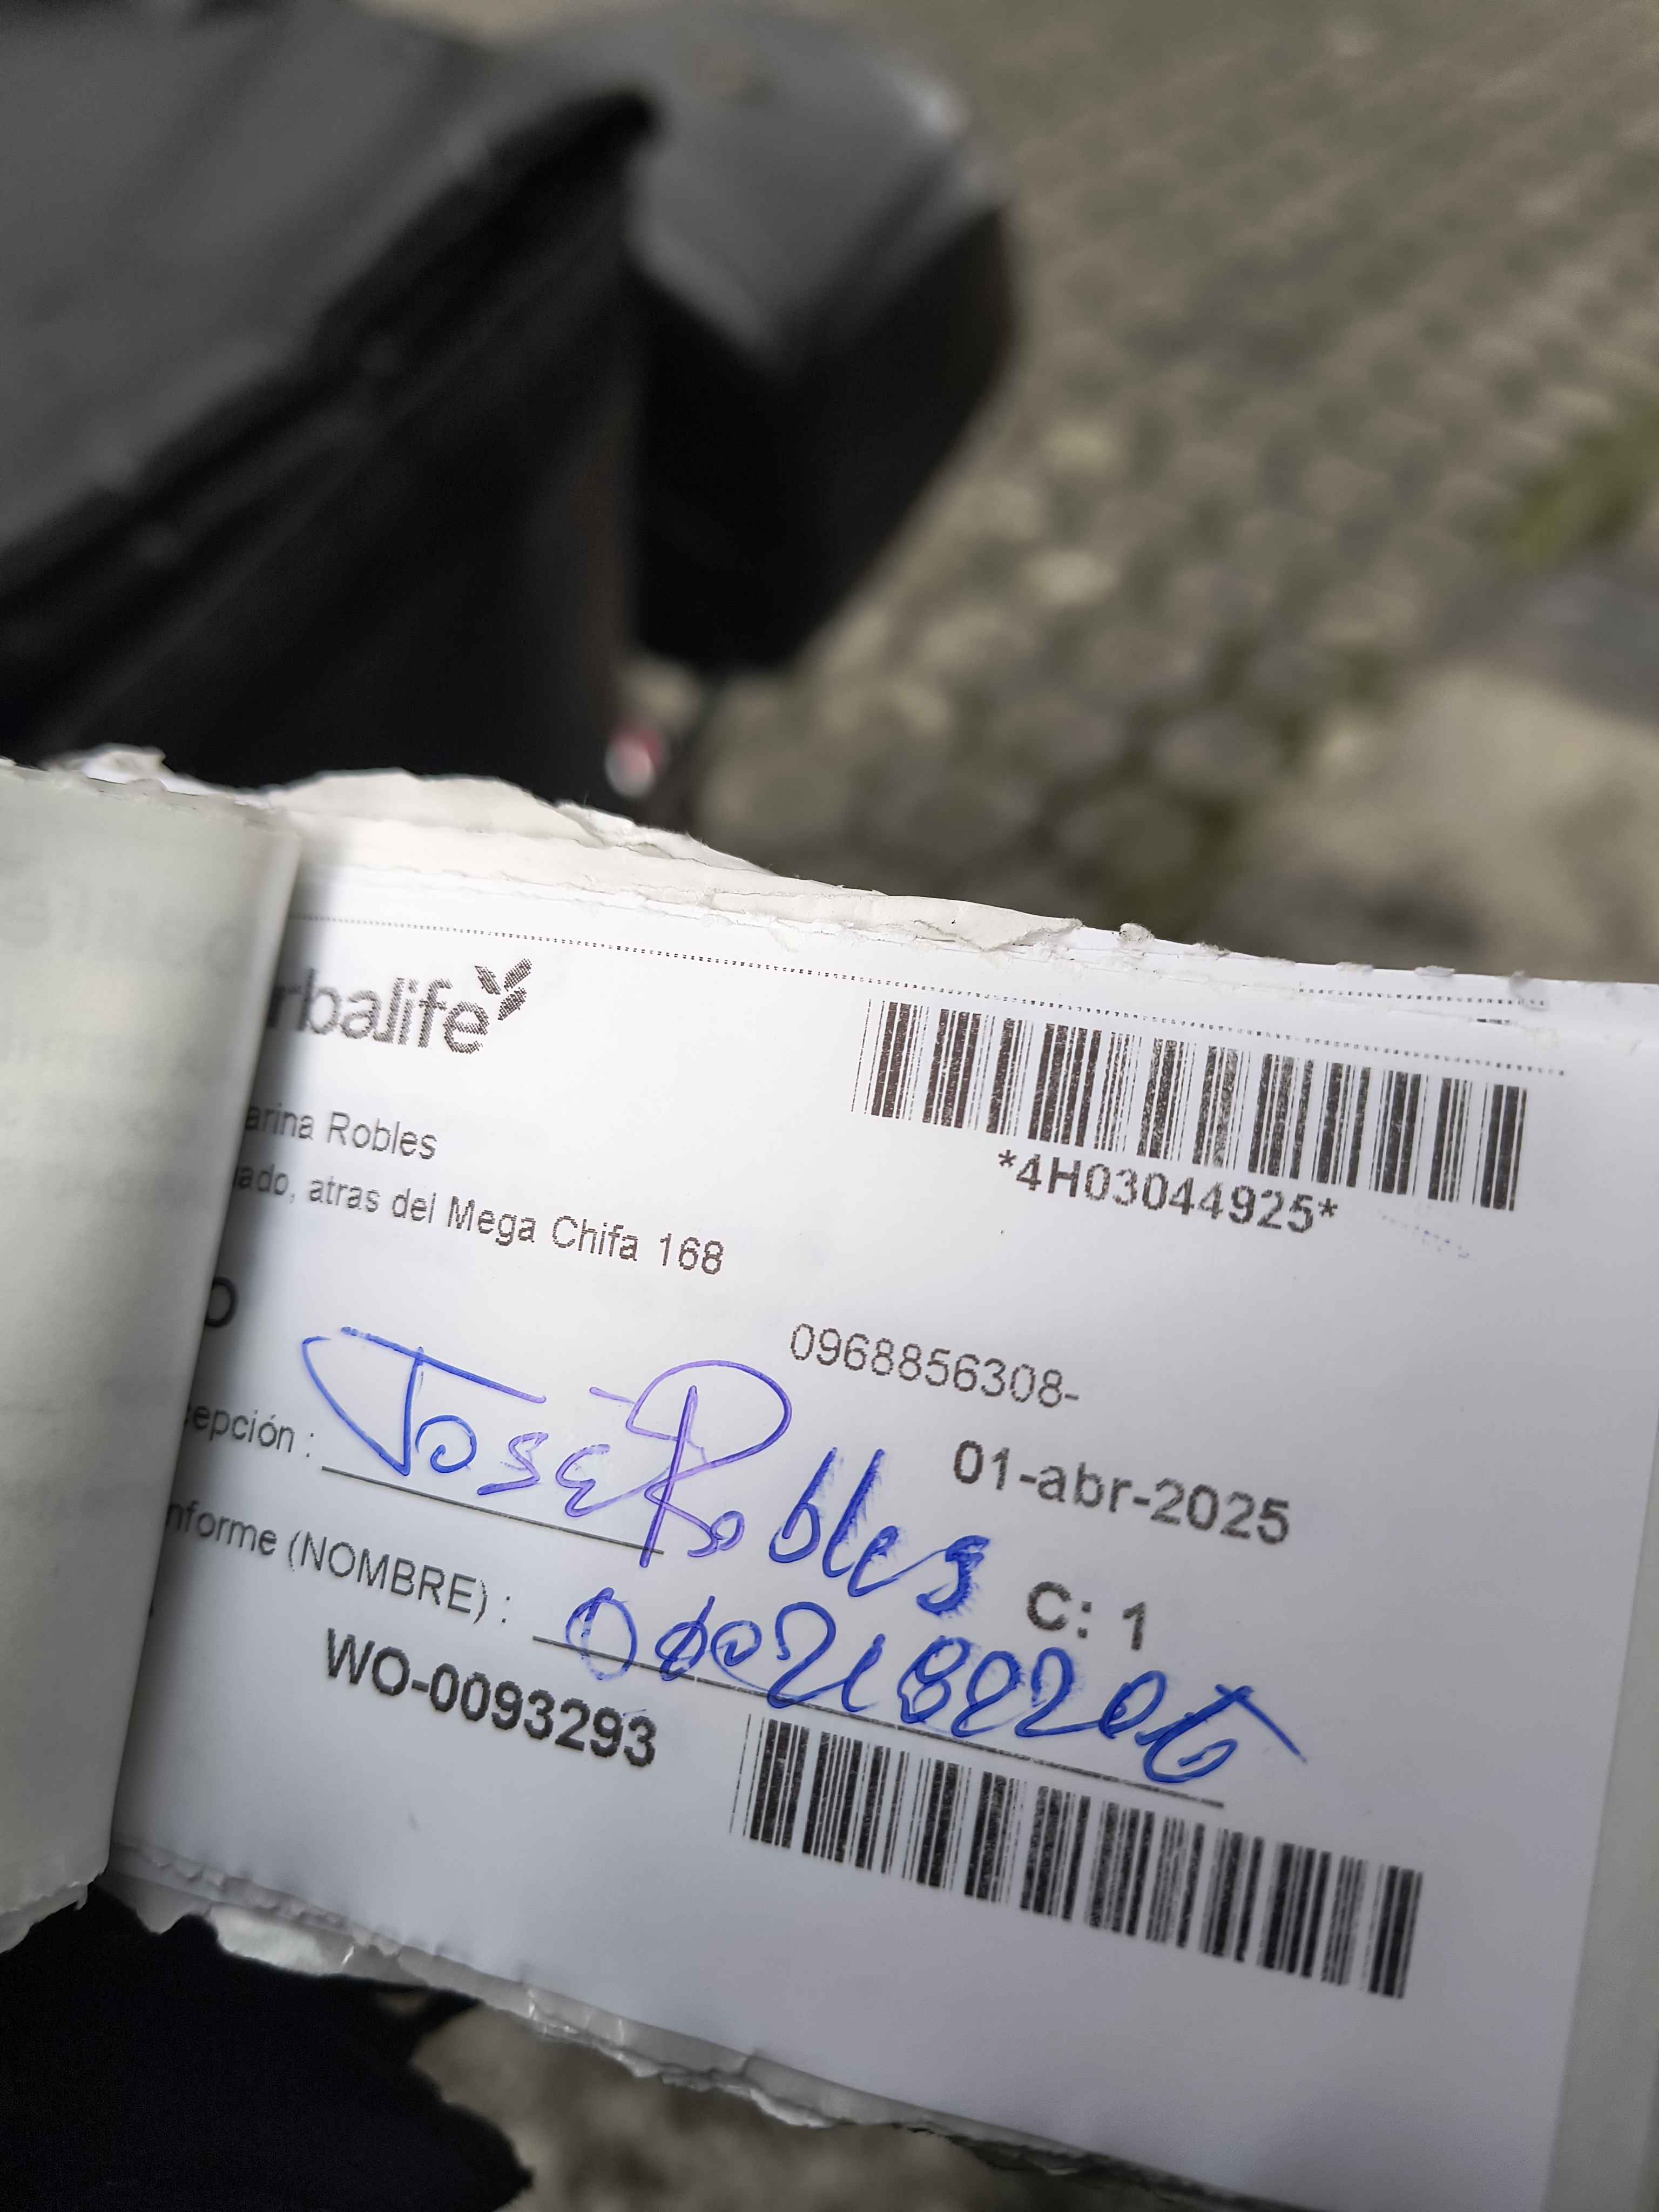 rbalife
arina Robles
ado, atras del Mega Chifa 168
*4H03044925*
0968856308-
epción : José Robles
01-abr-2025
nforme (NOMBRE) :
C: 1
WO-0093293